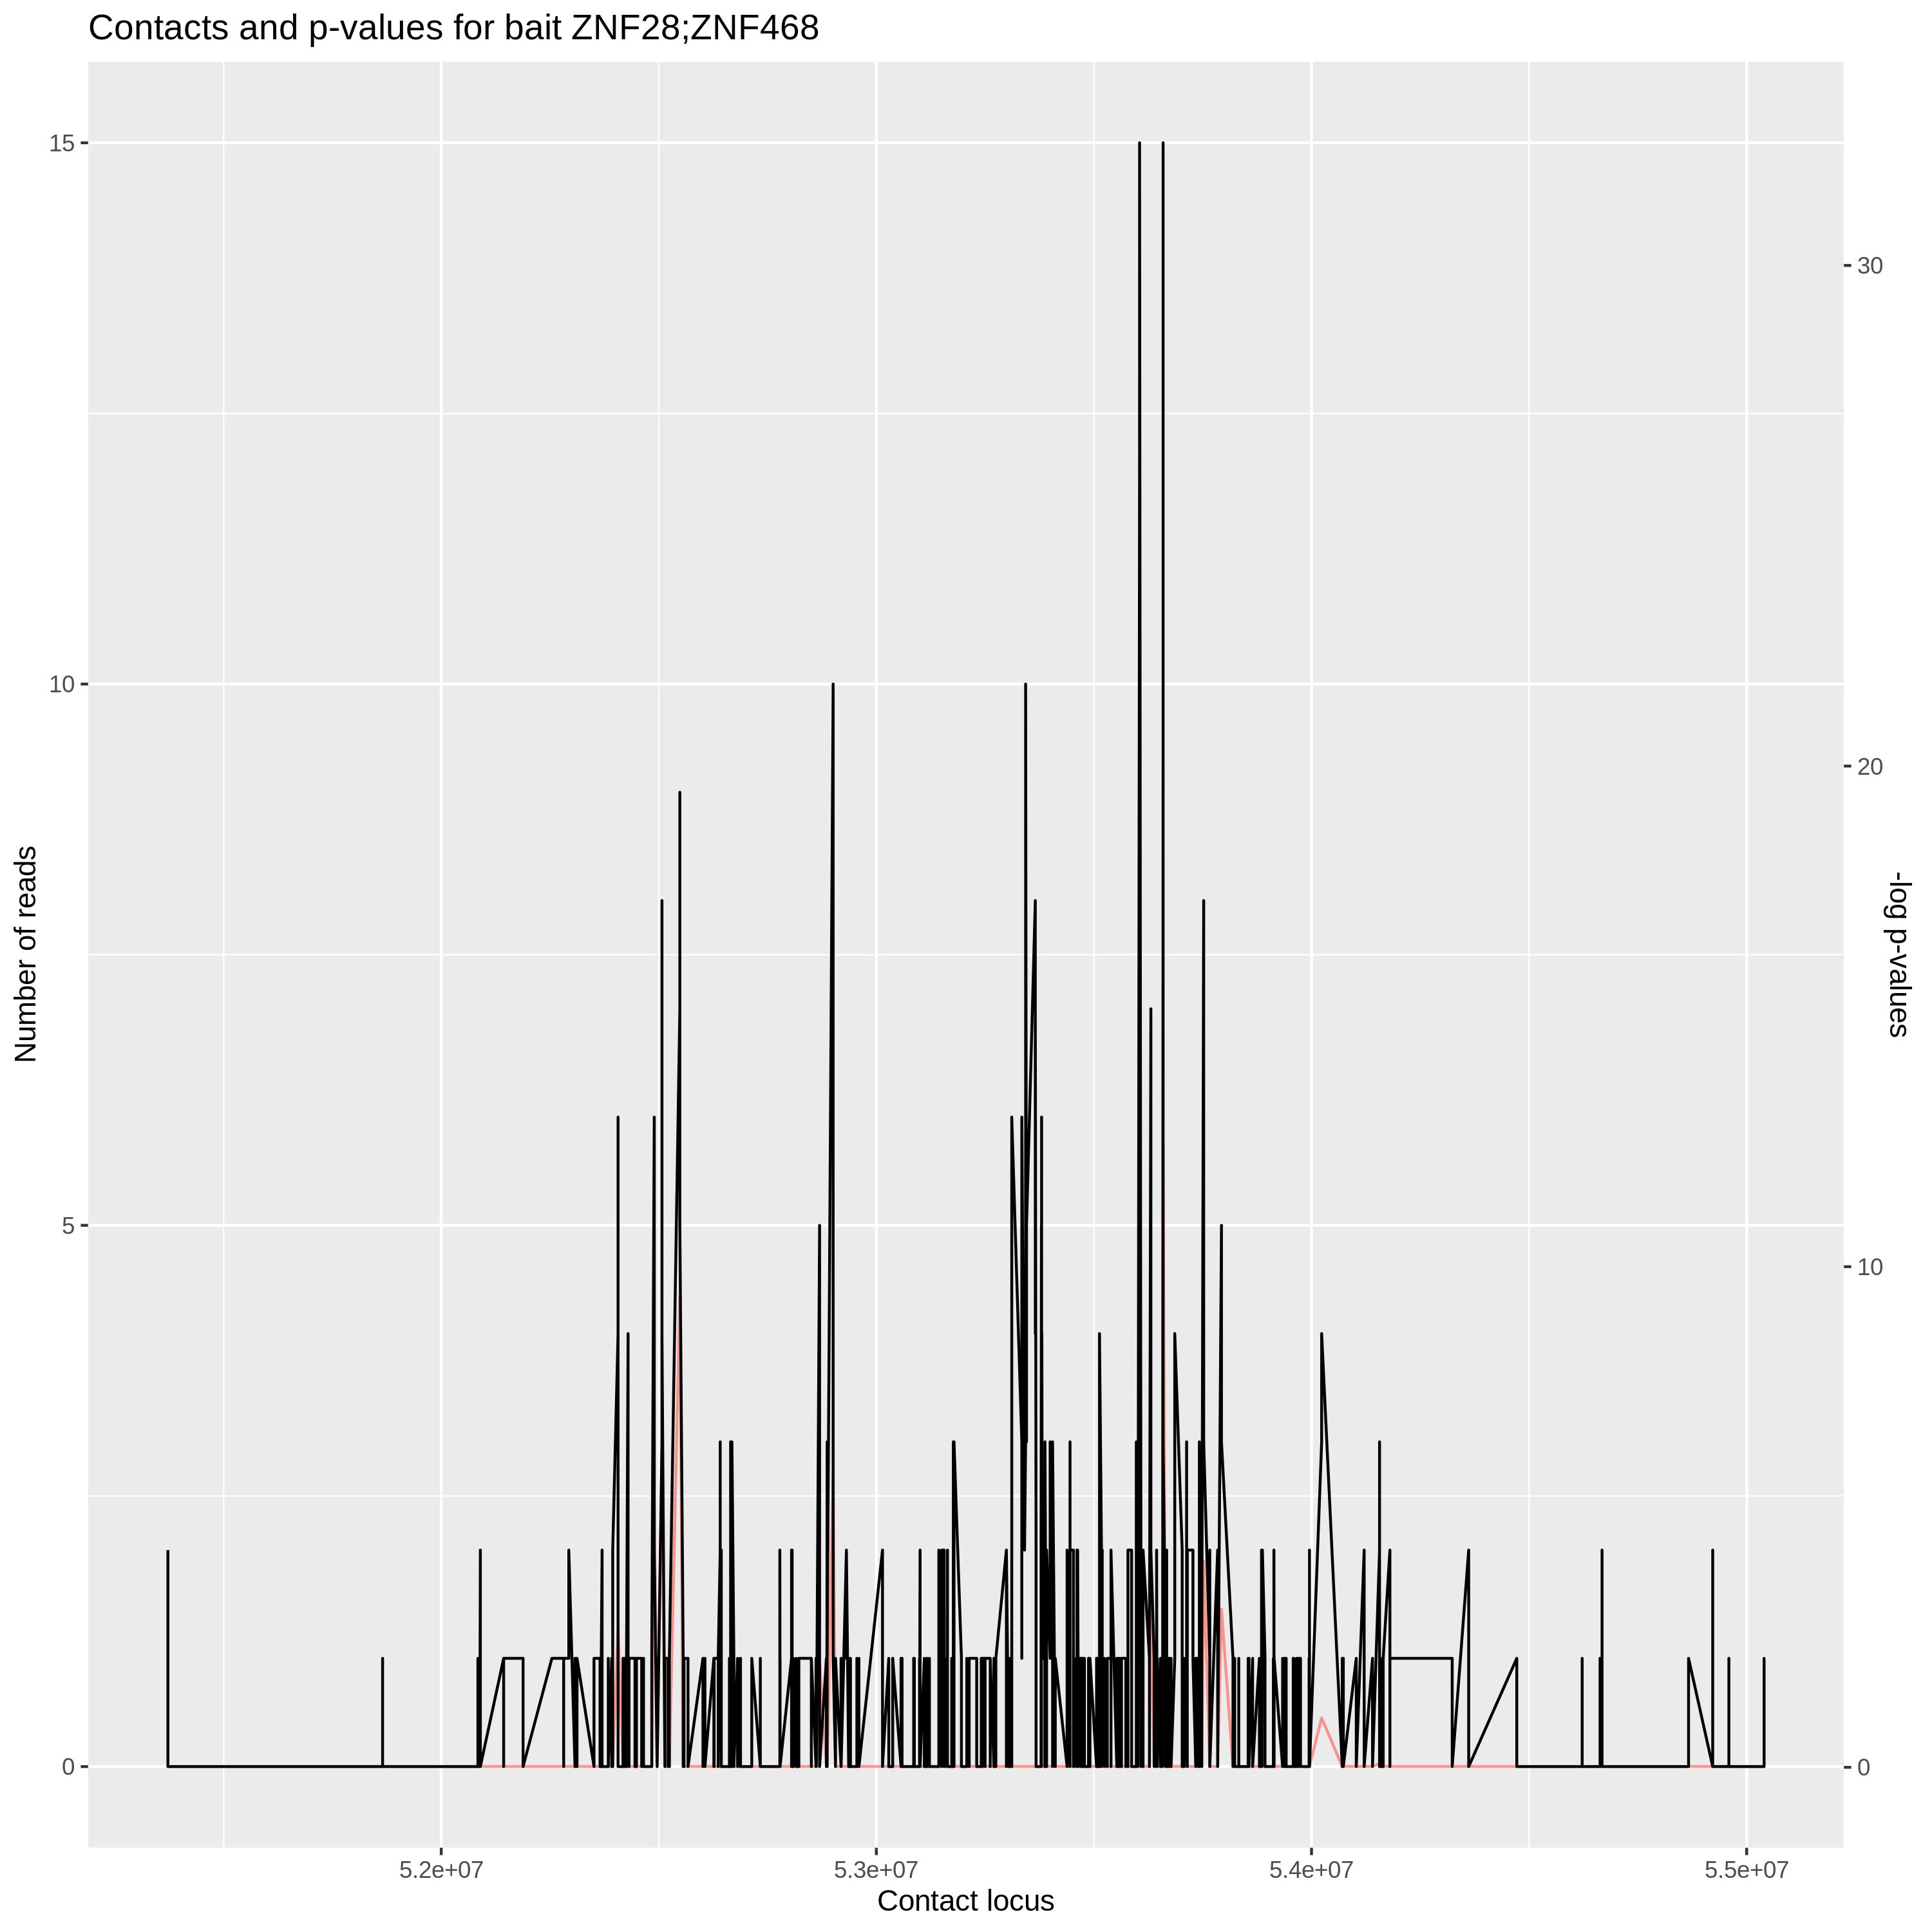 Contacts and p-values for bait ZNF28;ZNF468
15
10
5
0
Number of reads
30
20
10
0
-log p-values
5.2e+07
5.3e+07
5.4e+07
5.5e+07
Contact locus